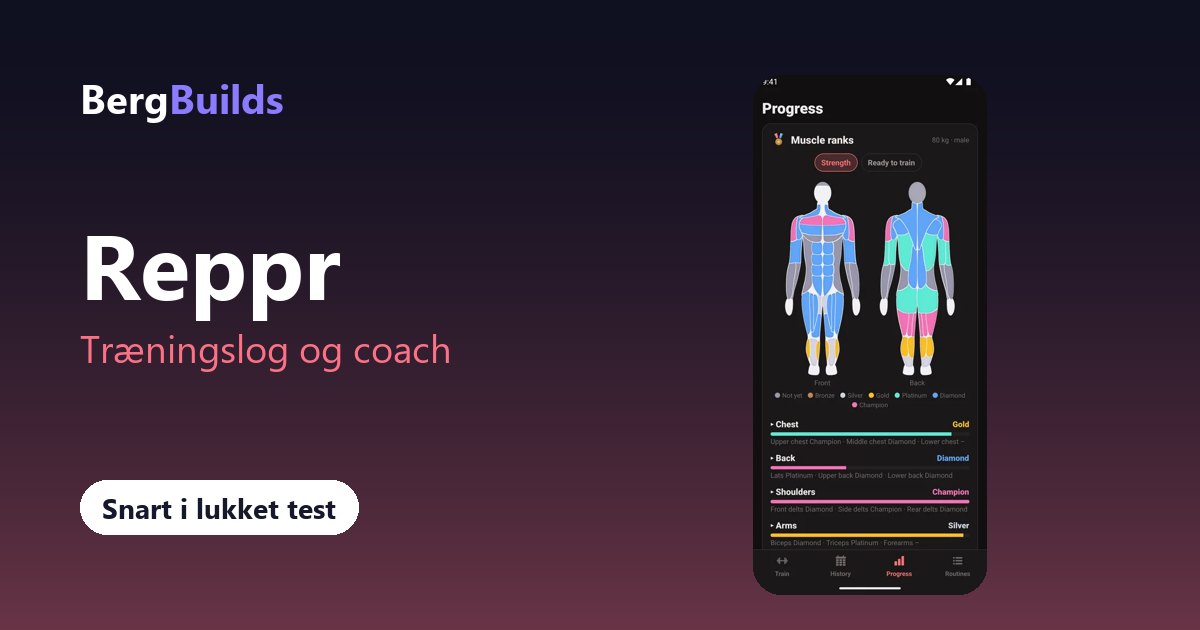 BergBuilds
Reppr
Træningslog og coach
Snart i lukket test
9:41
Progress
Muscle ranks
80 kg · male
Strength
Ready to train
Front
Back
Not yet
Bronze
Silver
Gold
Platinum
Diamond
Champion
Chest
Gold
Upper chest Champion · Middle chest Diamond · Lower chest –
Back
Diamond
Lats Platinum · Upper back Diamond · Lower back Diamond
Shoulders
Champion
Front delts Diamond · Side delts Champion · Rear delts Diamond
Arms
Silver
Biceps Diamond · Triceps Platinum · Forearms –
Train
History
Progress
Routines